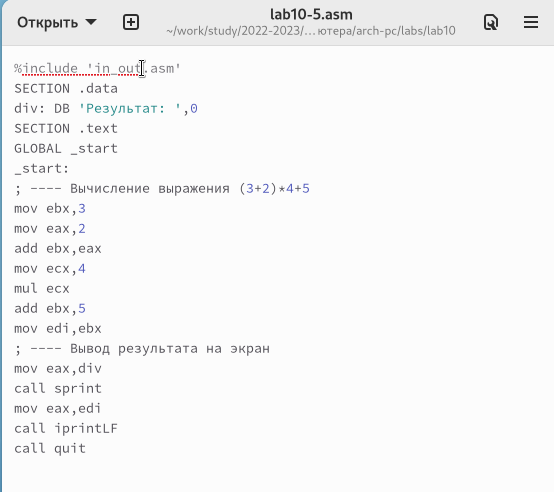 Открыть
lab10-5.asm
~/work/study/2022-2023/…ютера/arch-pc/labs/lab10
%include 'in_out.asm'
SECTION .data
div: DB 'Результат: ',0
SECTION .text
GLOBAL _start
_start:
; ---- Вычисление выражения (3+2)*4+5
mov ebx,3
mov eax,2
add ebx,eax
mov ecx,4
mul ecx
add ebx,5
mov edi,ebx
; ---- Вывод результата на экран
mov eax,div
call sprint
mov eax,edi
call iprintLF
call quit